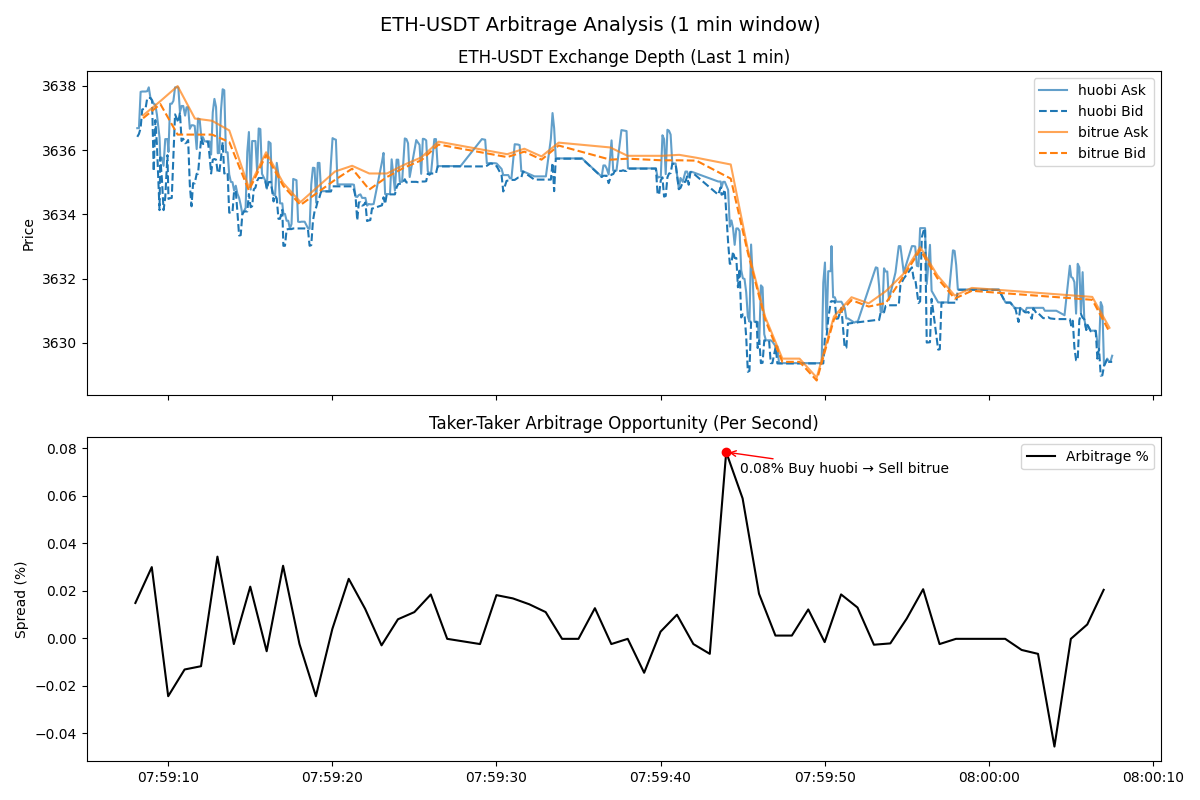 ETH-USDT Arbitrage Analysis (1 min window)
ETH-USDT Exchange Depth (Last 1 min)
Price
3638
3636
3634
3632
3630
huobi Ask
huobi Bid
bitrue Ask
bitrue Bid
Taker-Taker Arbitrage Opportunity (Per Second)
Spread (%)
0.08
0.06
0.04
0.02
0.00
−0.02
−0.04
Arbitrage %
0.08% Buy huobi → Sell bitrue
07:59:10 07:59:20 07:59:30 07:59:40 07:59:50 08:00:00 08:00:10